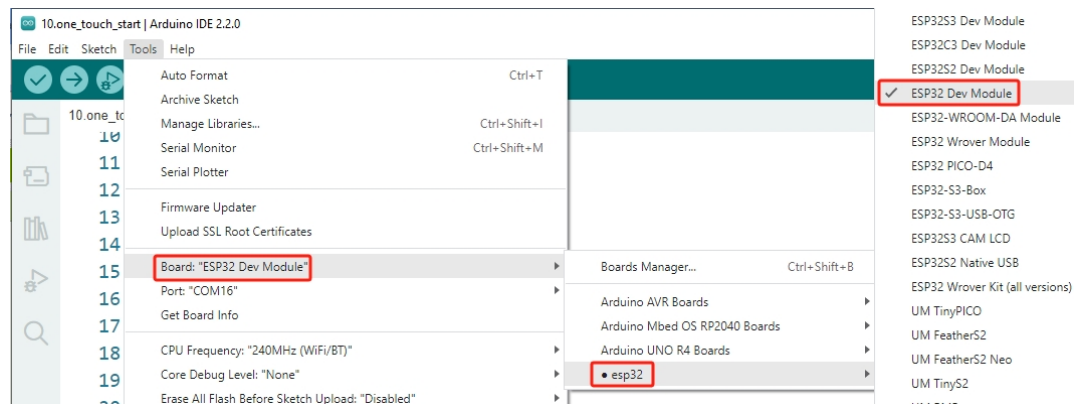 10.one_touch_start | Arduino IDE 2.2.0
File Edit Sketch Tools Help
10.one_to
10
11
12
13
14
15
16
17
18
19
Auto Format Ctrl+T
Archive Sketch
Manage Libraries... Ctrl+Shift+I
Serial Monitor Ctrl+Shift+M
Serial Plotter
Firmware Updater
Upload SSL Root Certificates
Board: "ESP32 Dev Module"
Port: "COM16"
Get Board Info
CPU Frequency: "240MHz (WiFi/BT)"
Core Debug Level: "None"
Erase All Flash Before Sketch Upload: "Disabled"
Boards Manager... Ctrl+Shift+B
Arduino AVR Boards
Arduino Mbed OS RP2040 Boards
Arduino UNO R4 Boards
• esp32
ESP32S3 Dev Module
ESP32C3 Dev Module
ESP32S2 Dev Module
✓ ESP32 Dev Module
ESP32-WROOM-DA Module
ESP32 Wrover Module
ESP32 PICO-D4
ESP32-S3-Box
ESP32-S3-USB-OTG
ESP32S3 CAM LCD
ESP32S2 Native USB
ESP32 Wrover Kit (all versions)
UM TinyPICO
UM FeatherS2
UM FeatherS2 Neo
UM TinyS2